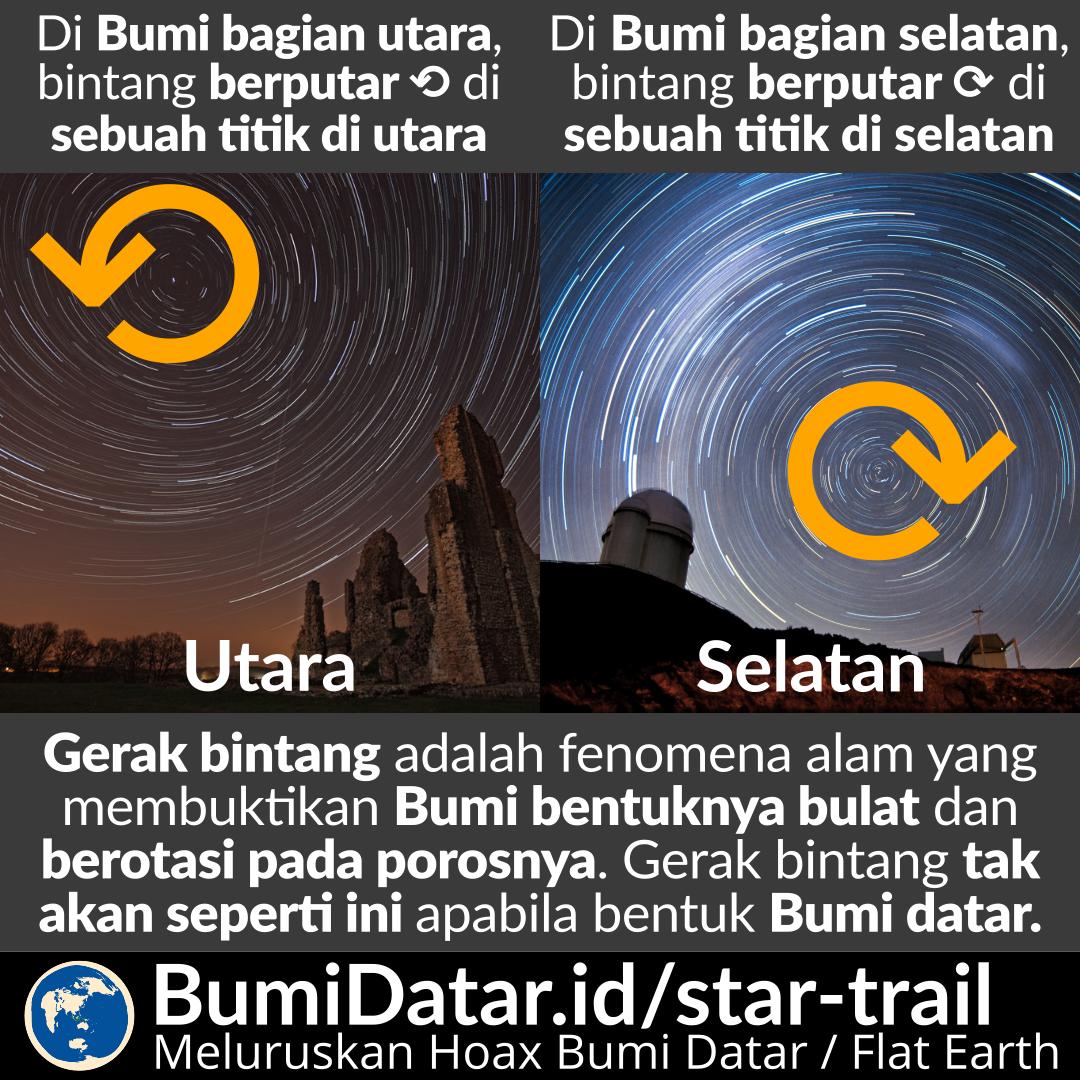 Di Bumi bagian utara,
bintang berputar ⟲ di
sebuah titik di utara
Di Bumi bagian selatan,
bintang berputar ⟳ di
sebuah titik di selatan
Utara
Selatan
Gerak bintang adalah fenomena alam yang
membuktikan Bumi bentuknya bulat dan
berotasi pada porosnya. Gerak bintang tak
akan seperti ini apabila bentuk Bumi datar.
BumiDatar.id/star-trail
Meluruskan Hoax Bumi Datar / Flat Earth